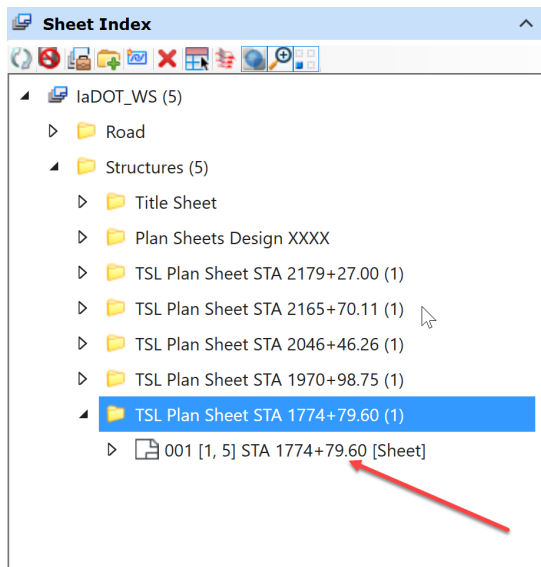 Sheet Index
IaDOT_WS (5)
Road
Structures (5)
Title Sheet
Plan Sheets Design XXXX
TSL Plan Sheet STA 2179+27.00 (1)
TSL Plan Sheet STA 2165+70.11 (1)
TSL Plan Sheet STA 2046+46.26 (1)
TSL Plan Sheet STA 1970+98.75 (1)
TSL Plan Sheet STA 1774+79.60 (1)
001 [1, 5] STA 1774+79.60 [Sheet]